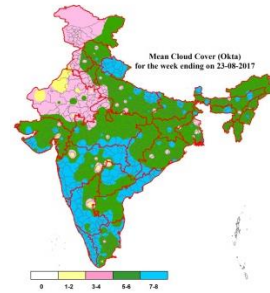 Mean Cloud Cover (Okta)
for the week ending on 23-08-2017
0 1-2 3-4 5-6 7-8